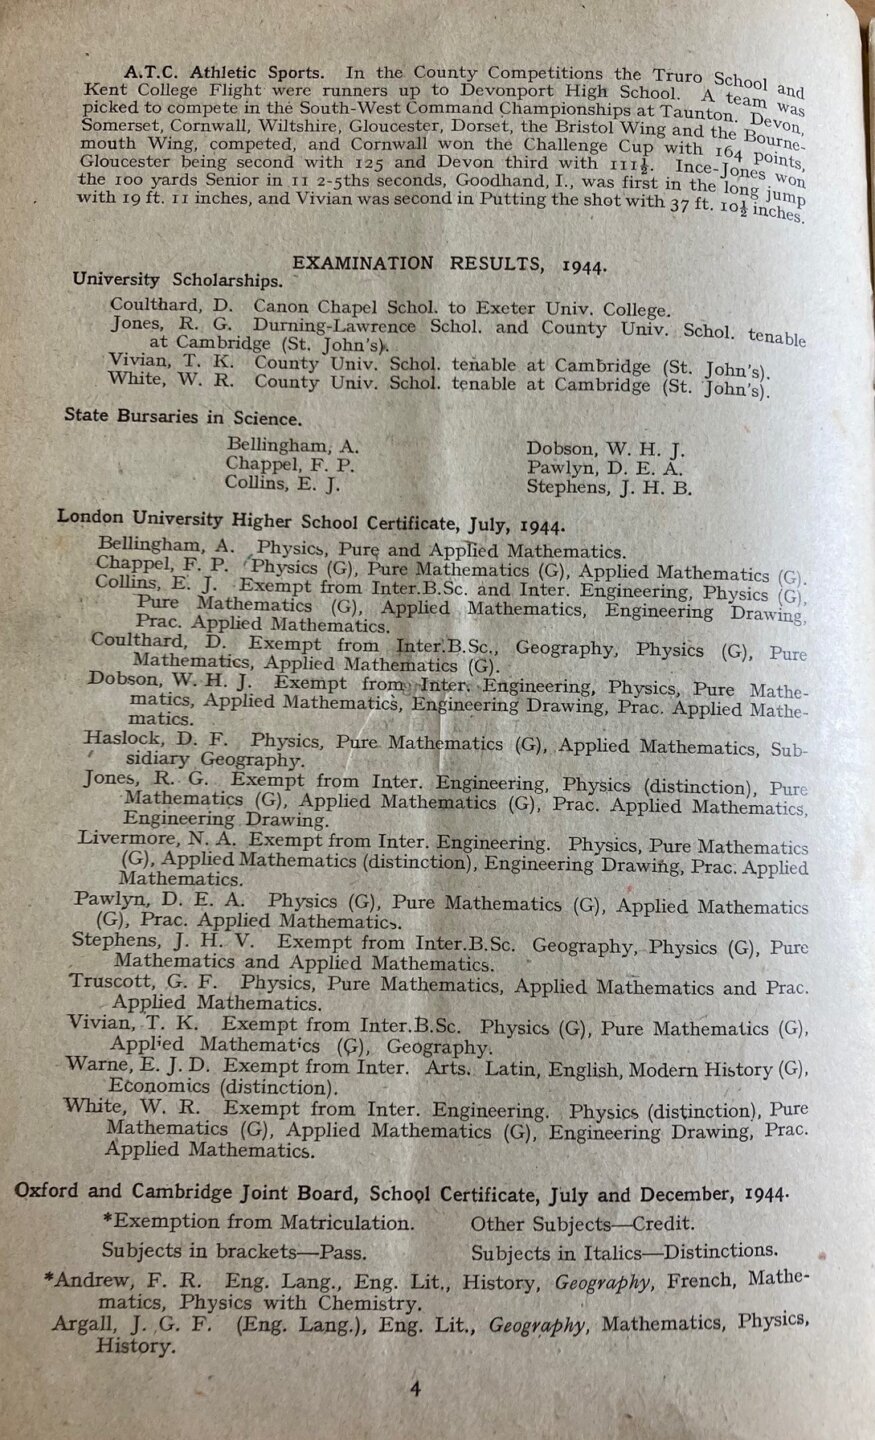 A.T.C. Athletic Sports. In the County Competitions the Truro School and
Kent College Flight were runners up to Devonport High School. A team was
picked to compete in the South-West Command Championships at Taunton. Devon,
Somerset, Cornwall, Wiltshire, Gloucester, Dorset, the Bristol Wing and the Bourne-
mouth Wing, competed, and Cornwall won the Challenge Cup with 164 points,
Gloucester being second with 125 and Devon third with 111½. Ince-Jones won
the 100 yards Senior in 11 2-5ths seconds, Goodhand, I., was first in the long jump
with 19 ft. 11 inches, and Vivian was second in Putting the shot with 37 ft. 10½ inches.
EXAMINATION RESULTS, 1944.
University Scholarships.
Coulthard, D. Canon Chapel Schol. to Exeter Univ. College.
Jones, R. G. Durning-Lawrence Schol. and County Univ. Schol. tenable
at Cambridge (St. John's).
Vivian, T. K. County Univ. Schol. tenable at Cambridge (St. John's).
White, W. R. County Univ. Schol. tenable at Cambridge (St. John's).
State Bursaries in Science.
Bellingham, A. Dobson, W. H. J.
Chappel, F. P. Pawlyn, D. E. A.
Collins, E. J. Stephens, J. H. B.
London University Higher School Certificate, July, 1944.
Bellingham, A. Physics, Pure and Applied Mathematics.
Chappel, F. P. Physics (G), Pure Mathematics (G), Applied Mathematics (G).
Collins, E. J. Exempt from Inter.B.Sc. and Inter. Engineering, Physics (G),
Pure Mathematics (G), Applied Mathematics, Engineering Drawing,
Prac. Applied Mathematics.
Coulthard, D. Exempt from Inter.B.Sc., Geography, Physics (G), Pure
Mathematics, Applied Mathematics (G).
Dobson, W. H. J. Exempt from Inter. Engineering, Physics, Pure Mathe-
matics, Applied Mathematics, Engineering Drawing, Prac. Applied Mathe-
matics.
Haslock, D. F. Physics, Pure Mathematics (G), Applied Mathematics, Sub-
sidiary Geography.
Jones, R. G. Exempt from Inter. Engineering, Physics (distinction), Pure
Mathematics (G), Applied Mathematics (G), Prac. Applied Mathematics,
Engineering Drawing.
Livermore, N. A. Exempt from Inter. Engineering. Physics, Pure Mathematics
(G), Applied Mathematics (distinction), Engineering Drawing, Prac. Applied
Mathematics.
Pawlyn, D. E. A. Physics (G), Pure Mathematics (G), Applied Mathematics
(G), Prac. Applied Mathematics.
Stephens, J. H. V. Exempt from Inter.B.Sc. Geography, Physics (G), Pure
Mathematics and Applied Mathematics.
Truscott, G. F. Physics, Pure Mathematics, Applied Mathematics and Prac.
Applied Mathematics.
Vivian, T. K. Exempt from Inter.B.Sc. Physics (G), Pure Mathematics (G),
Applied Mathematics (G), Geography.
Warne, E. J. D. Exempt from Inter. Arts. Latin, English, Modern History (G),
Economics (distinction).
White, W. R. Exempt from Inter. Engineering. Physics (distinction), Pure
Mathematics (G), Applied Mathematics (G), Engineering Drawing, Prac.
Applied Mathematics.
Oxford and Cambridge Joint Board, School Certificate, July and December, 1944.
*Exemption from Matriculation. Other Subjects—Credit.
Subjects in brackets—Pass. Subjects in Italics—Distinctions.
*Andrew, F. R. Eng. Lang., Eng. Lit., History, Geography, French, Mathe-
matics, Physics with Chemistry.
Argall, J. G. F. (Eng. Lang.), Eng. Lit., Geography, Mathematics, Physics,
History.
4